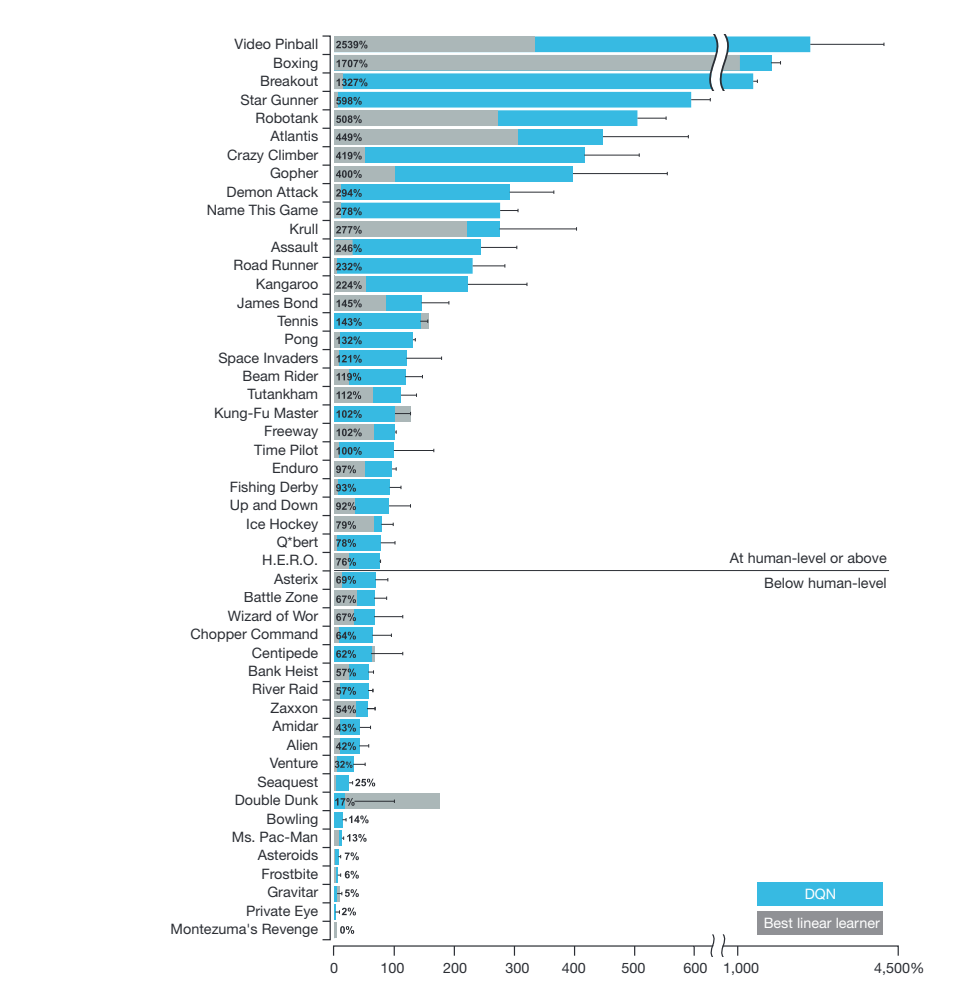 Video Pinball 2539%
Boxing 1707%
Breakout 1327%
Star Gunner 598%
Robotank 508%
Atlantis 449%
Crazy Climber 419%
Gopher 400%
Demon Attack 294%
Name This Game 278%
Krull 277%
Assault 246%
Road Runner 232%
Kangaroo 224%
James Bond 145%
Tennis 143%
Pong 132%
Space Invaders 121%
Beam Rider 119%
Tutankham 112%
Kung-Fu Master 102%
Freeway 102%
Time Pilot 100%
Enduro 97%
Fishing Derby 93%
Up and Down 92%
Ice Hockey 79%
Q*bert 78%
H.E.R.O. 76%
At human-level or above
Asterix 69%
Below human-level
Battle Zone 67%
Wizard of Wor 67%
Chopper Command 64%
Centipede 62%
Bank Heist 57%
River Raid 57%
Zaxxon 54%
Amidar 43%
Alien 42%
Venture 32%
Seaquest 25%
Double Dunk 17%
Bowling 14%
Ms. Pac-Man 13%
Asteroids 7%
Frostbite 6%
Gravitar 5%
Private Eye 2%
Montezuma's Revenge 0%
DQN
Best linear learner
0 100 200 300 400 500 600 1,000 4,500%